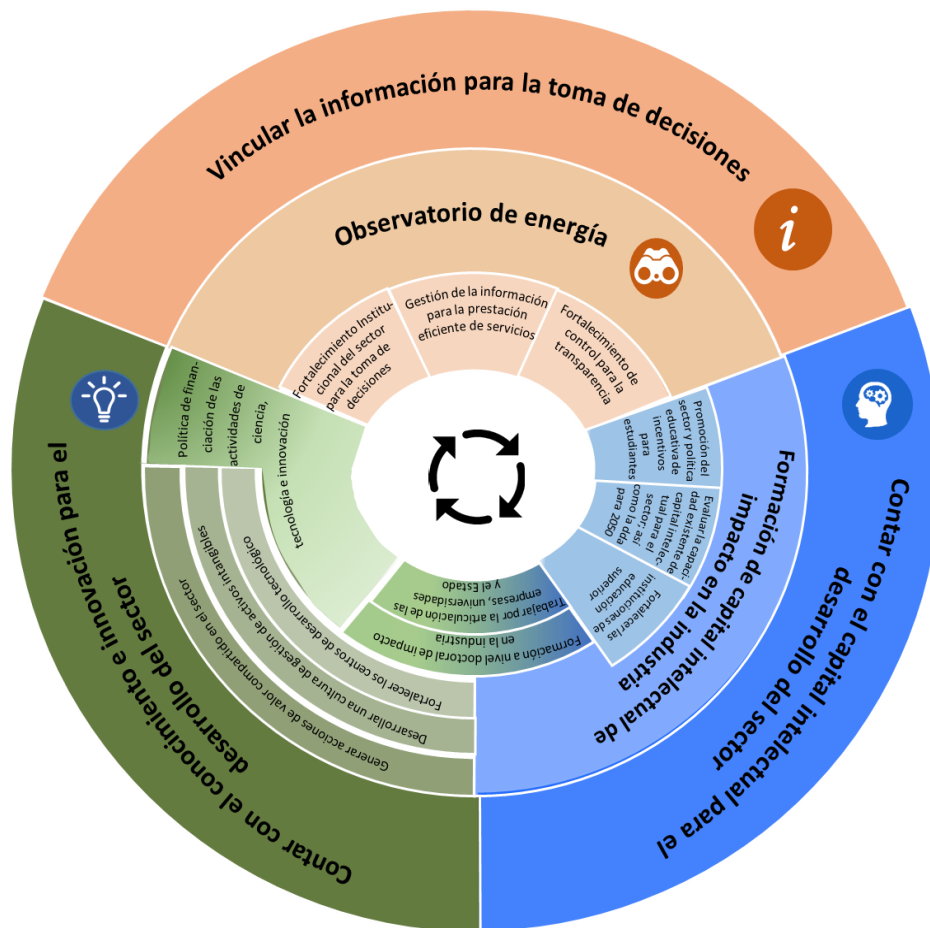 Vincular la información para la toma de decisiones
Observatorio de energía
i
Fortalecimiento Institu-
cional del sector
para la toma de
decisiones
Gestión de la información
para la prestación
eficiente de servicios
Fortalecimiento de
control para la
transparencia
Contar con el capital intelectual para el
desarrollo del sector
Formación de capital intelectual de
impacto en la industria
Promoción del
sector y política
educativa de
incentivos
para
estudiantes
Evaluar la capaci-
dad existente de
capital intelec-
tual para el
sector; así
como la dda
para 2050
Fortalecer las
instituciones de
educación
superior
Trabajar por la articulación de las
empresas, universidades
y el Estado
Formación a nivel doctoral de impacto
en la industria
Contar con el conocimiento e innovación para el
desarrollo del sector
Política de finan-
ciación de las
actividades de
ciencia,
tecnología e innovación
Fortalecer los centros de desarrollo tecnológico
Desarrollar una cultura de gestión de activos intangibles
Generar acciones de valor compartido en el sector